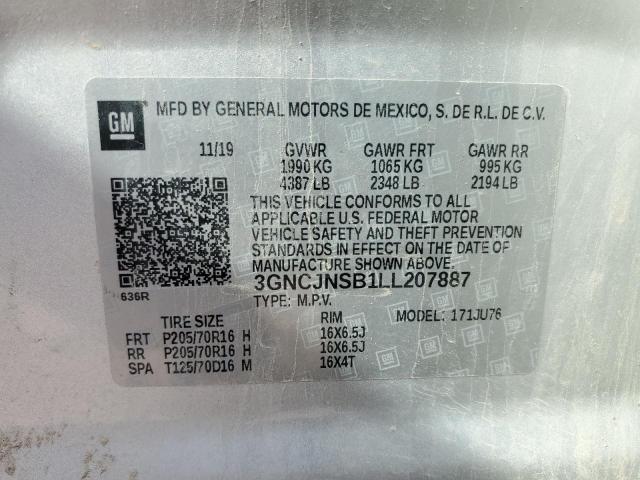 GM
MFD BY GENERAL MOTORS DE MEXICO, S. DE R.L. DE C.V.
11/19 GVWR GAWR FRT GAWR RR
1990 KG 1065 KG 995 KG
4387 LB 2348 LB 2194 LB
THIS VEHICLE CONFORMS TO ALL
APPLICABLE U.S. FEDERAL MOTOR
VEHICLE SAFETY AND THEFT PREVENTION
STANDARDS IN EFFECT ON THE DATE OF
MANUFACTURE SHOWN ABOVE.
3GNCJNSB1LL207887
636R
TYPE: M.P.V.
TIRE SIZE RIM MODEL: 171JU76
FRT P205/70R16 H 16X6.5J
RR P205/70R16 H 16X6.5J
SPA T125/70D16 M 16X4T